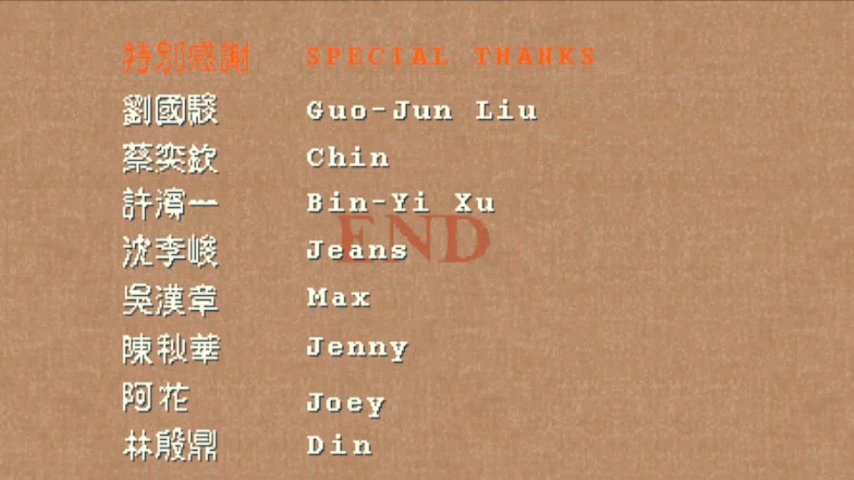 特別感謝 SPECIAL THANKS
劉國駿 Guo-Jun Liu
蔡奕欽 Chin
許濱一 Bin-Yi Xu
END
沈李峻 Jeans
吳漢章 Max
陳秋華 Jenny
阿花 Joey
林殷鼎 Din